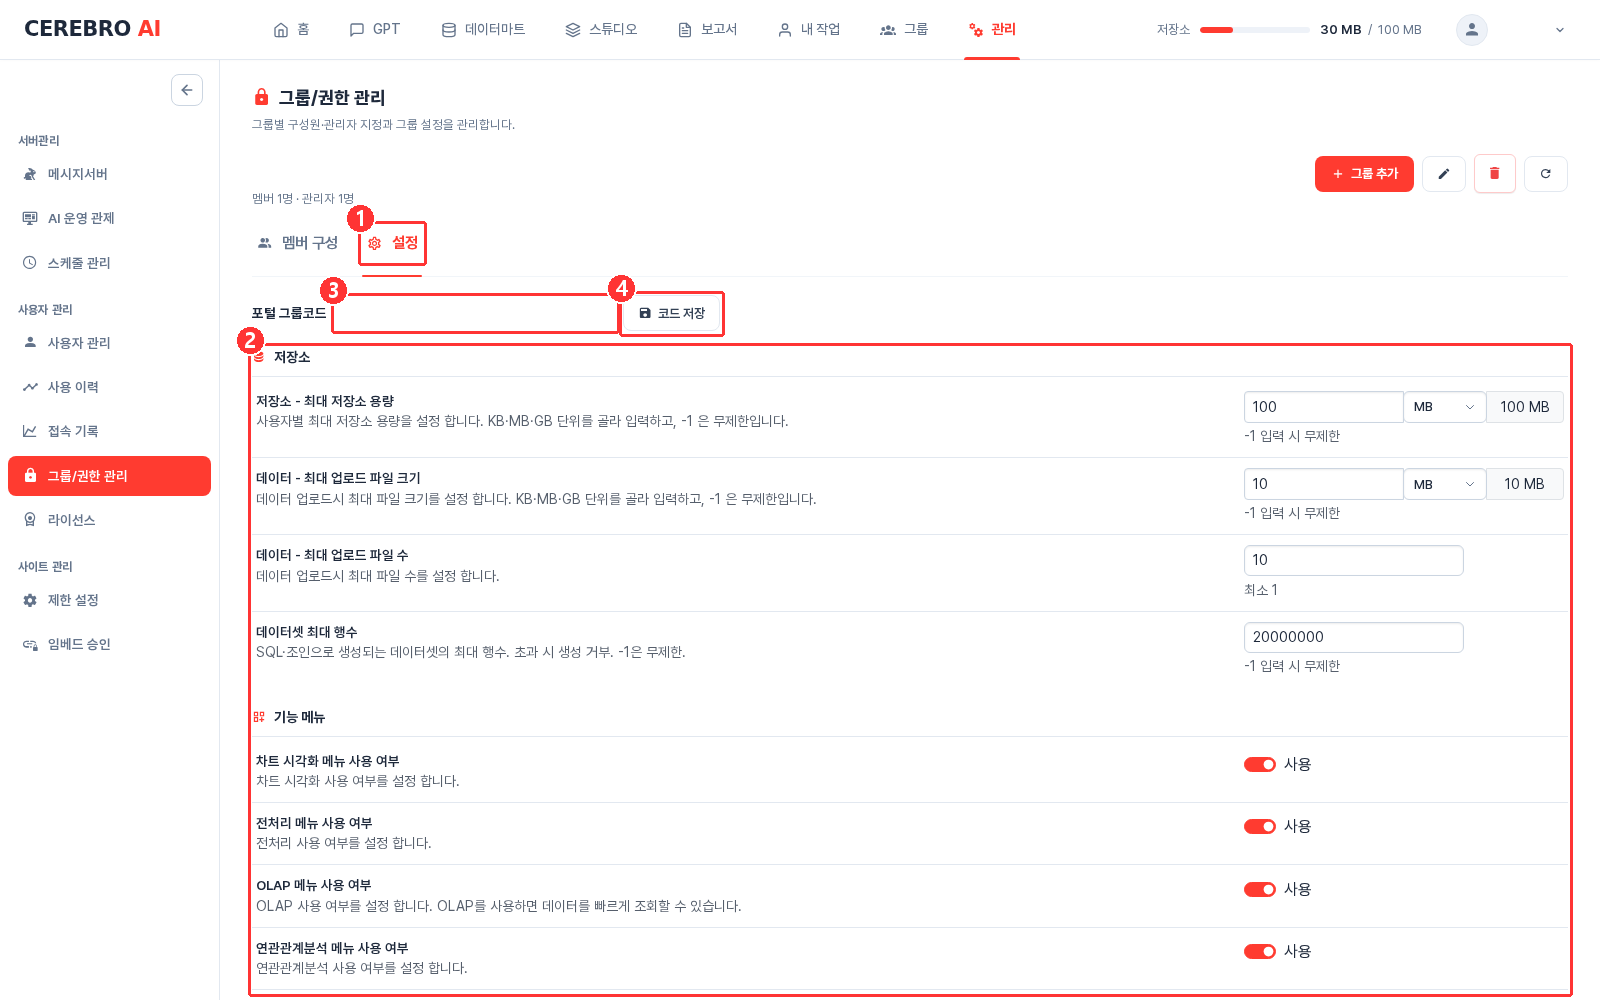 CEREBRO AI
홈
GPT
데이터마트
스튜디오
보고서
내 작업
그룹
관리
저장소 30 MB / 100 MB
서버관리
메시지서버
AI 운영 관제
스케줄 관리
사용자 관리
사용자 관리
사용 이력
접속 기록
그룹/권한 관리
라이선스
사이트 관리
제한 설정
임베드 승인
그룹/권한 관리
그룹별 구성원·관리자 지정과 그룹 설정을 관리합니다.
+ 그룹 추가
멤버 1명 · 관리자 1명
멤버 구성
1
설정
포털 그룹코드
3
4
코드 저장
2
저장소
저장소 - 최대 저장소 용량
사용자별 최대 저장소 용량을 설정 합니다. KB·MB·GB 단위를 골라 입력하고, -1 은 무제한입니다.
100 MB 100 MB
-1 입력 시 무제한
데이터 - 최대 업로드 파일 크기
데이터 업로드시 최대 파일 크기를 설정 합니다. KB·MB·GB 단위를 골라 입력하고, -1 은 무제한입니다.
10 MB 10 MB
-1 입력 시 무제한
데이터 - 최대 업로드 파일 수
데이터 업로드시 최대 파일 수를 설정 합니다.
10
최소 1
데이터셋 최대 행수
SQL·조인으로 생성되는 데이터셋의 최대 행수. 초과 시 생성 거부. -1은 무제한.
20000000
-1 입력 시 무제한
기능 메뉴
차트 시각화 메뉴 사용 여부
차트 시각화 사용 여부를 설정 합니다.
사용
전처리 메뉴 사용 여부
전처리 사용 여부를 설정 합니다.
사용
OLAP 메뉴 사용 여부
OLAP 사용 여부를 설정 합니다. OLAP를 사용하면 데이터를 빠르게 조회할 수 있습니다.
사용
연관관계분석 메뉴 사용 여부
연관관계분석 사용 여부를 설정 합니다.
사용